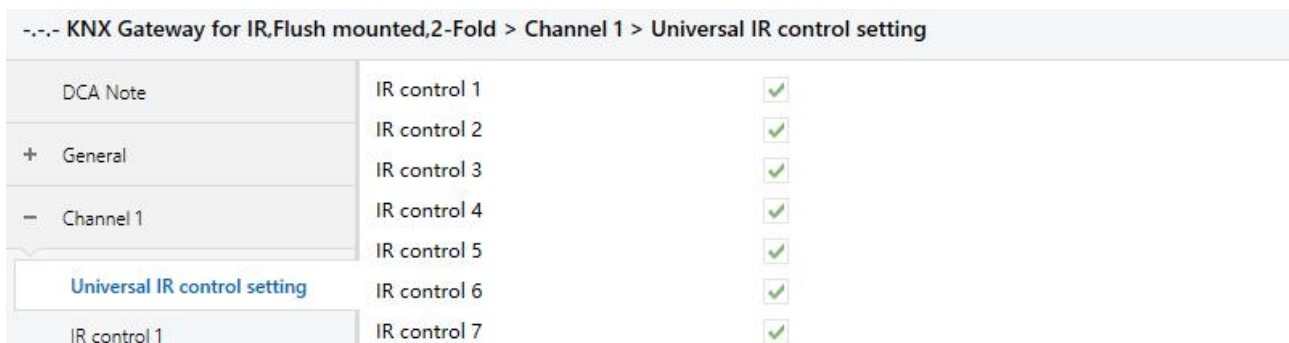 -.-.- KNX Gateway for IR,Flush mounted,2-Fold > Channel 1 > Universal IR control setting
DCA Note
+ General
- Channel 1
Universal IR control setting
IR control 1
IR control 1
IR control 2
IR control 3
IR control 4
IR control 5
IR control 6
IR control 7